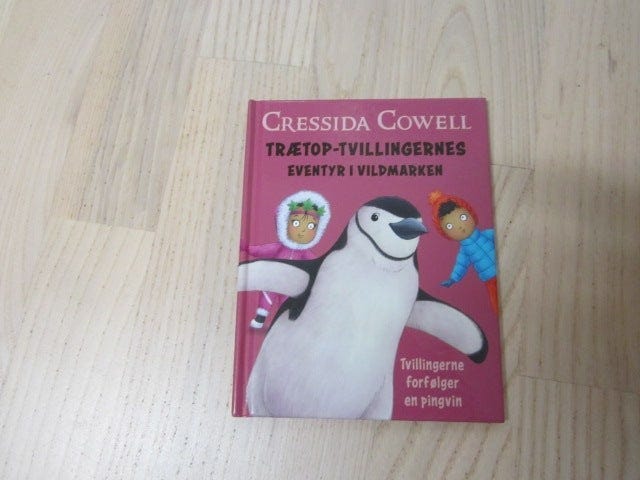 CRESSIDA COWELL
TRÆTOP-TVILLINGERNES
EVENTYR I VILDMARKEN
Tvillingerne
forfølger
en pingvin